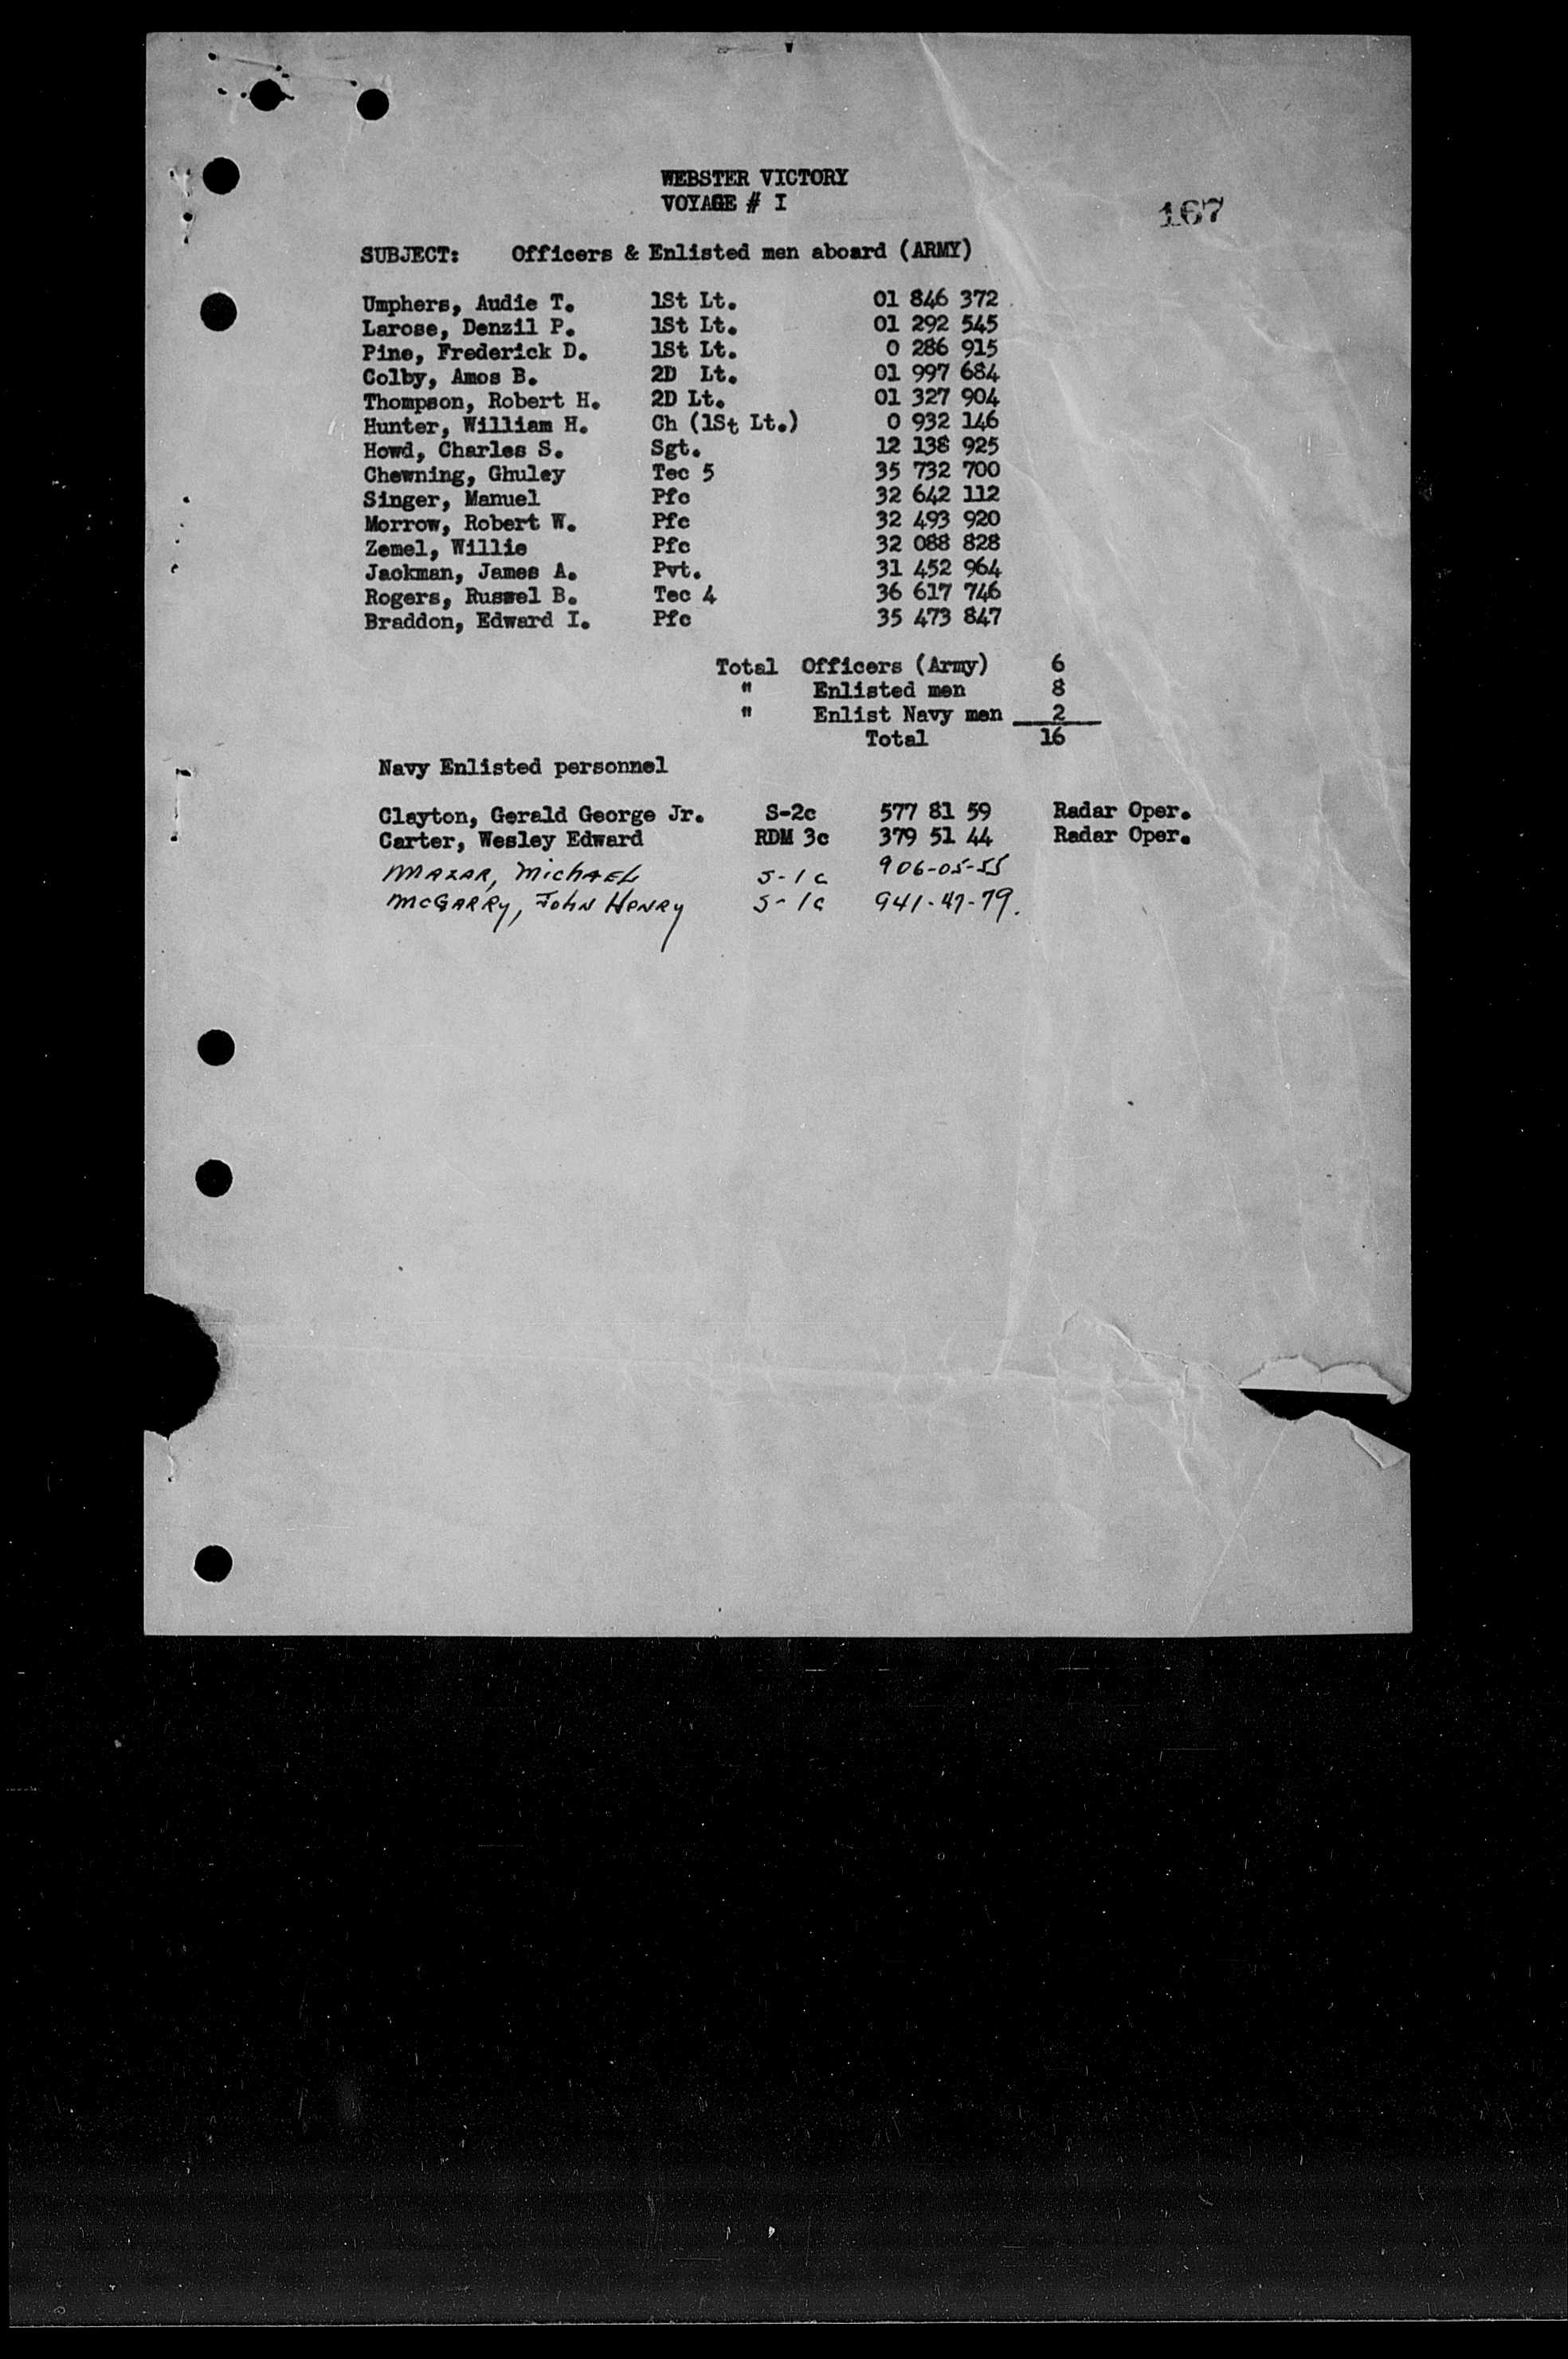 WEBSTER VICTORY
VOYAGE # I
167
SUBJECT: Officers & Enlisted men aboard (ARMY)
Umphers, Audie T. 1St Lt. 01 846 372
Larose, Denzil P. 1St Lt. 01 292 545
Pine, Frederick D. 1St Lt. 0 286 915
Colby, Amos B. 2D Lt. 01 997 684
Thompson, Robert H. 2D Lt. 01 327 904
Hunter, William H. Ch (1St Lt.) 0 932 146
Howd, Charles S. Sgt. 12 138 925
Chewning, Ghuley Tec 5 35 732 700
Singer, Manuel Pfc 32 642 112
Morrow, Robert W. Pfc 32 493 920
Zemel, Willie Pfc 32 088 828
Jackman, James A. Pvt. 31 452 964
Rogers, Russel B. Tec 4 36 617 746
Braddon, Edward I. Pfc 35 473 847
Total Officers (Army) 6
" Enlisted men 8
" Enlist Navy men 2
Total 16
Navy Enlisted personnel
Clayton, Gerald George Jr. S-2c 577 81 59 Radar Oper.
Carter, Wesley Edward RDM 3c 379 51 44 Radar Oper.
MAZAR, MichAEL S-1c 906-05-55
McGARRy, John HENRy S-1c 941-47-79.